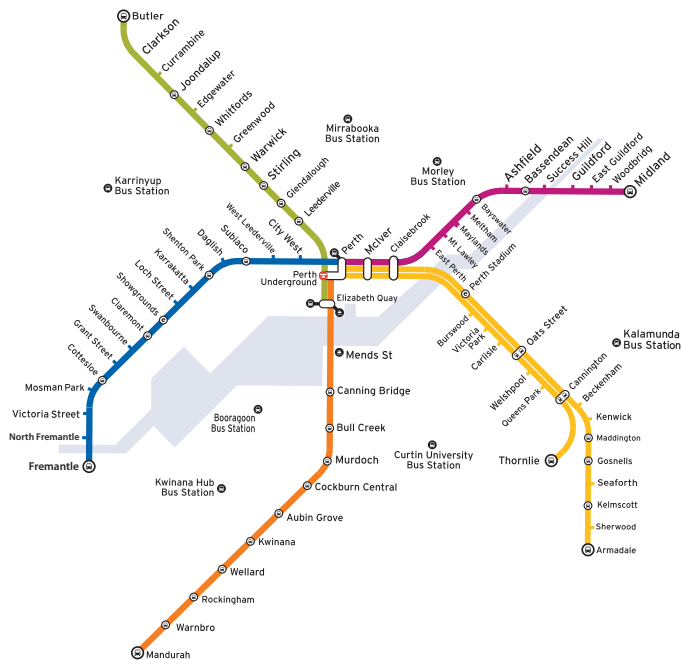 Butler
Clarkson
Currambine
Joondalup
Edgewater
Whitfords
Greenwood
Warwick
Stirling
Glendalough
Leederville
Mirrabooka
Bus Station
Morley
Bus Station
Karrinyup
Bus Station
Ashfield
Bassendean
Success Hill
Guildford
East Guildford
Woodbridg
Midland
Bayswater
Meltham
Maylands
Mt Lawley
East Perth
Perth
McIver
Claisebrook
City West
West Leederville
Subiaco
Daglish
Shenton Park
Karrakatta
Loch Street
Showgrounds
Claremont
Swanbourne
Grant Street
Cottesloe
Mosman Park
Victoria Street
North Fremantle
Fremantle
Perth
Underground
Elizabeth Quay
Perth Stadium
Burswood
Victoria
Park
Carlisle
Oats Street
Welshpool
Queens Park
Cannington
Beckenham
Kalamunda
Bus Station
Kenwick
Maddington
Gosnells
Seaforth
Kelmscott
Sherwood
Armadale
Thornlie
Mends St
Canning Bridge
Bull Creek
Murdoch
Cockburn Central
Aubin Grove
Kwinana
Wellard
Rockingham
Warnbro
Mandurah
Booragoon
Bus Station
Curtin University
Bus Station
Kwinana Hub
Bus Station